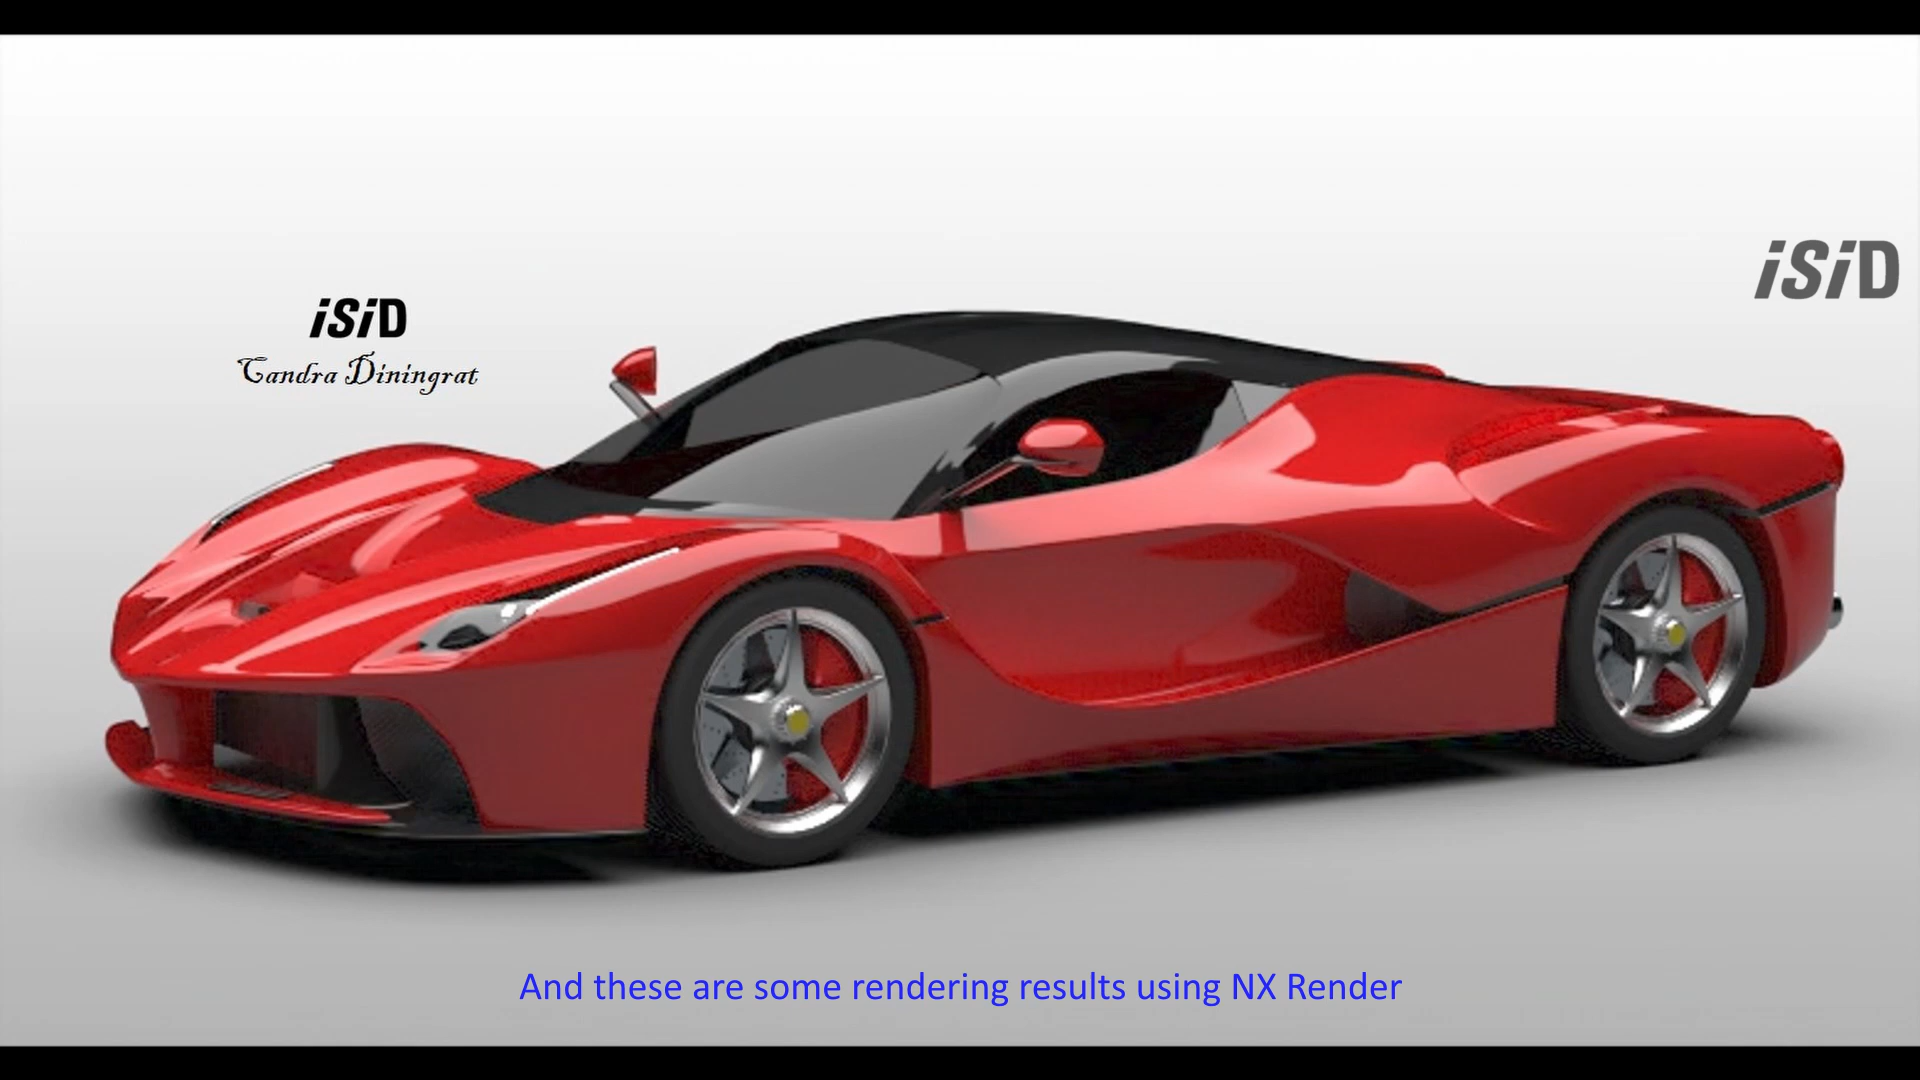 iSiD
iSiD
Candra Diningrat
And these are some rendering results using NX Render